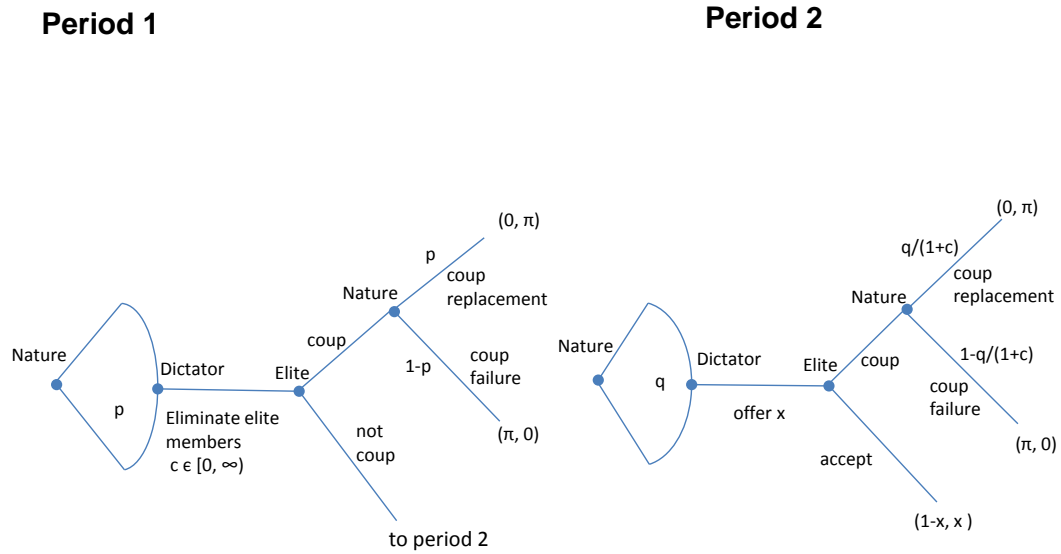 Period 1
Period 2
Nature
p
Dictator
Eliminate elite
members
c ϵ [0, ∞)
Elite
coup
not
coup
Nature
p
coup
replacement
(0, π)
1-p
coup
failure
(π, 0)
to period 2
Nature
q
Dictator
offer x
Elite
coup
accept
(1-x, x )
Nature
q/(1+c)
coup
replacement
(0, π)
1-q/(1+c)
coup
failure
(π, 0)